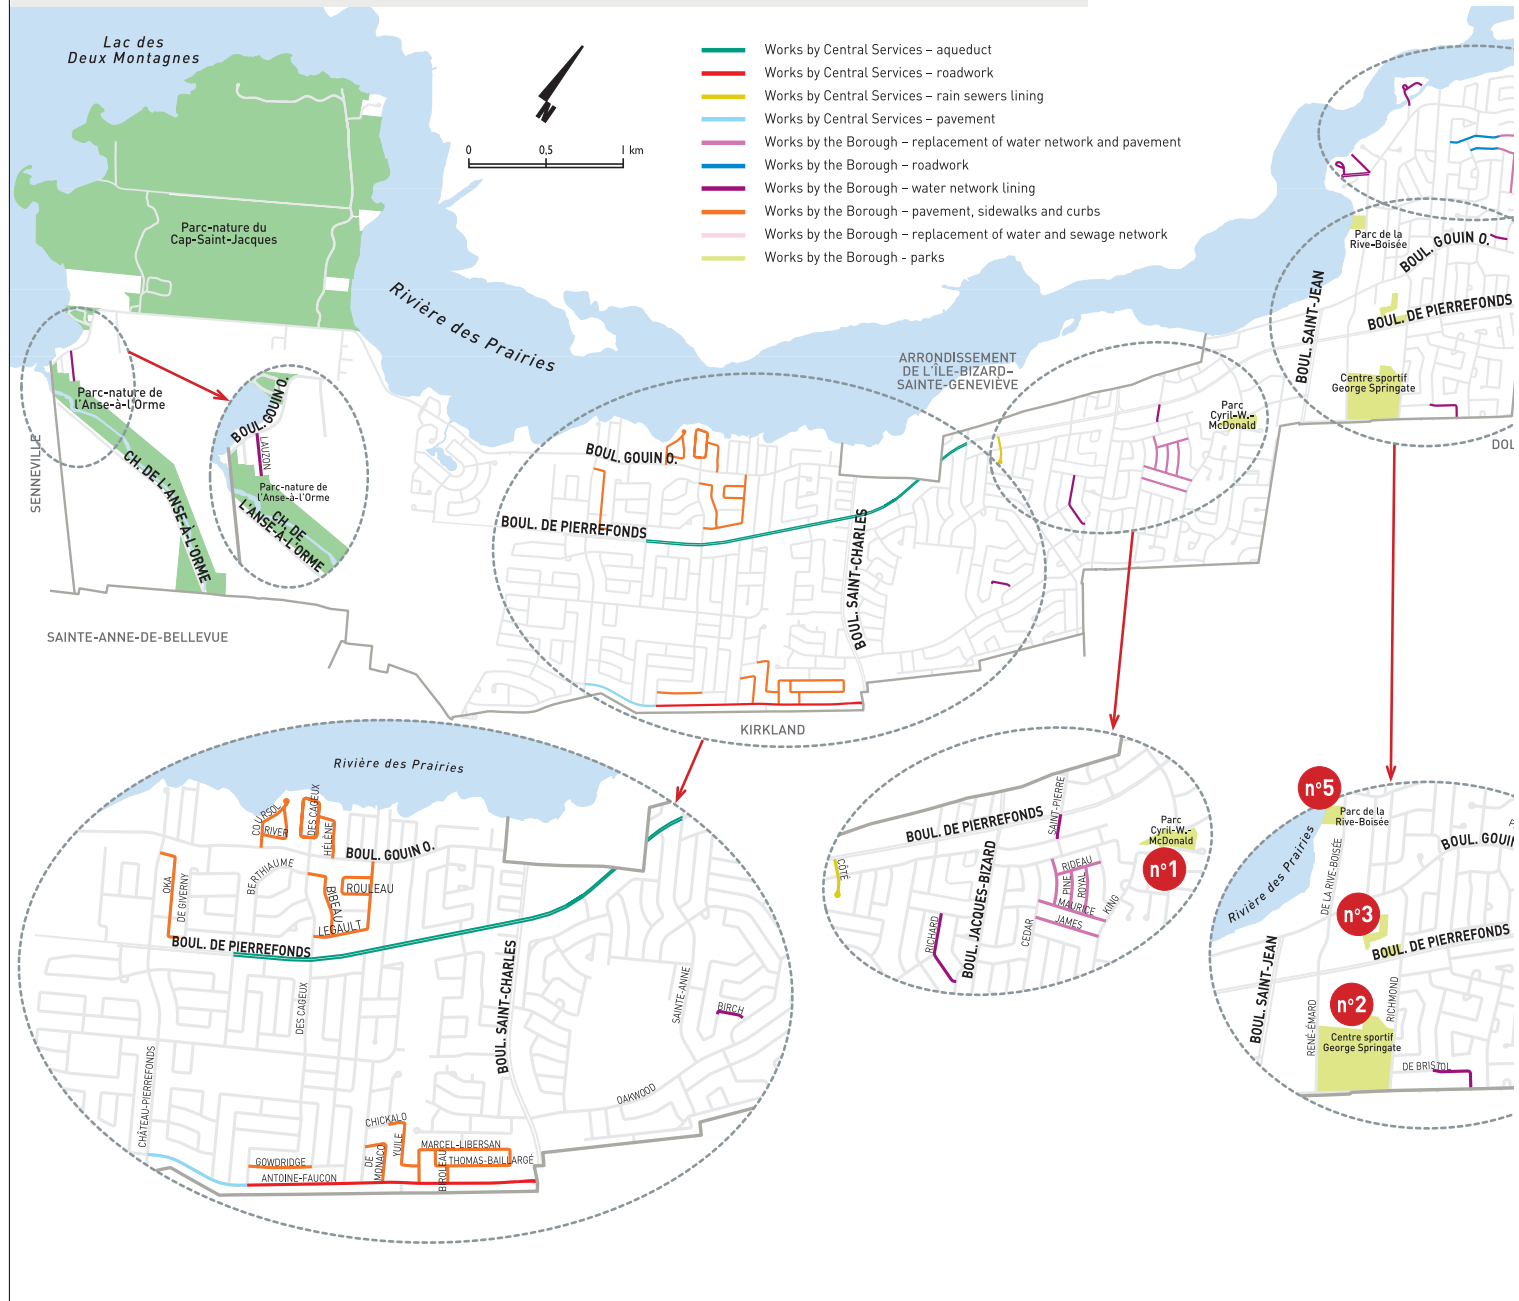 Lac des
Deux Montagnes
N
0
0,5
1 km
Works by Central Services – aqueduct
Works by Central Services – roadwork
Works by Central Services – rain sewers lining
Works by Central Services – pavement
Works by the Borough – replacement of water network and pavement
Works by the Borough – roadwork
Works by the Borough – water network lining
Works by the Borough – pavement, sidewalks and curbs
Works by the Borough – replacement of water and sewage network
Works by the Borough - parks
Parc-nature du
Cap-Saint-Jacques
Rivière des Prairies
Parc de la
Rive-Boisée
BOUL. GOUIN O.
BOUL. SAINT-JEAN
BOUL. DE PIERREFONDS
Centre sportif
George Springate
ARRONDISSEMENT
DE L'ÎLE-BIZARD–
SAINTE-GENEVIÈVE
Parc
Cyril-W.-
McDonald
DOL
Parc-nature de
l'Anse-à-l'Orme
SENNEVILLE
CH. DE L'ANSE-À-L'ORME
BOUL. GOUIN O.
LAUZON
Parc-nature de
l'Anse-à-l'Orme
CH. DE
L'ANSE-À-L'ORME
SAINTE-ANNE-DE-BELLEVUE
BOUL. GOUIN O.
BOUL. DE PIERREFONDS
BOUL. SAINT-CHARLES
KIRKLAND
Rivière des Prairies
COURSOL
RIVER
DES CAGEUX
HÉLÈNE
BOUL. GOUIN O.
BERTHIAUME
OKA
DE GIVERNY
BIBEAU
ROULEAU
LEGAULT
BOUL. DE PIERREFONDS
DES CAGEUX
BOUL. SAINT-CHARLES
SAINTE-ANNE
BIRCH
OAKWOOD
CHÂTEAU-PIERREFONDS
CHICKALO
YUILE
DE
MONACO
MARCEL-LIBERSAN
THOMAS-BAILLARGÉ
BIROLEAU
GOWDRIDGE
ANTOINE-FAUCON
BOUL. DE PIERREFONDS
SAINT-PIERRE
CÔTÉ
BOUL. JACQUES-BIZARD
RICHARD
RIDEAU
PINE
ROYAL
MAURICE
JAMES
CEDAR
KING
Parc
Cyril-W.-
McDonald
n°1
n°5
Parc de la
Rive-Boisée
BOUL. GOUIN
Rivière des Prairies
DE LA RIVE-BOISÉE
n°3
BOUL. DE PIERREFONDS
BOUL. SAINT-JEAN
n°2
RENÉ-ÉMARD
RICHMOND
Centre sportif
George Springate
DE BRISTOL